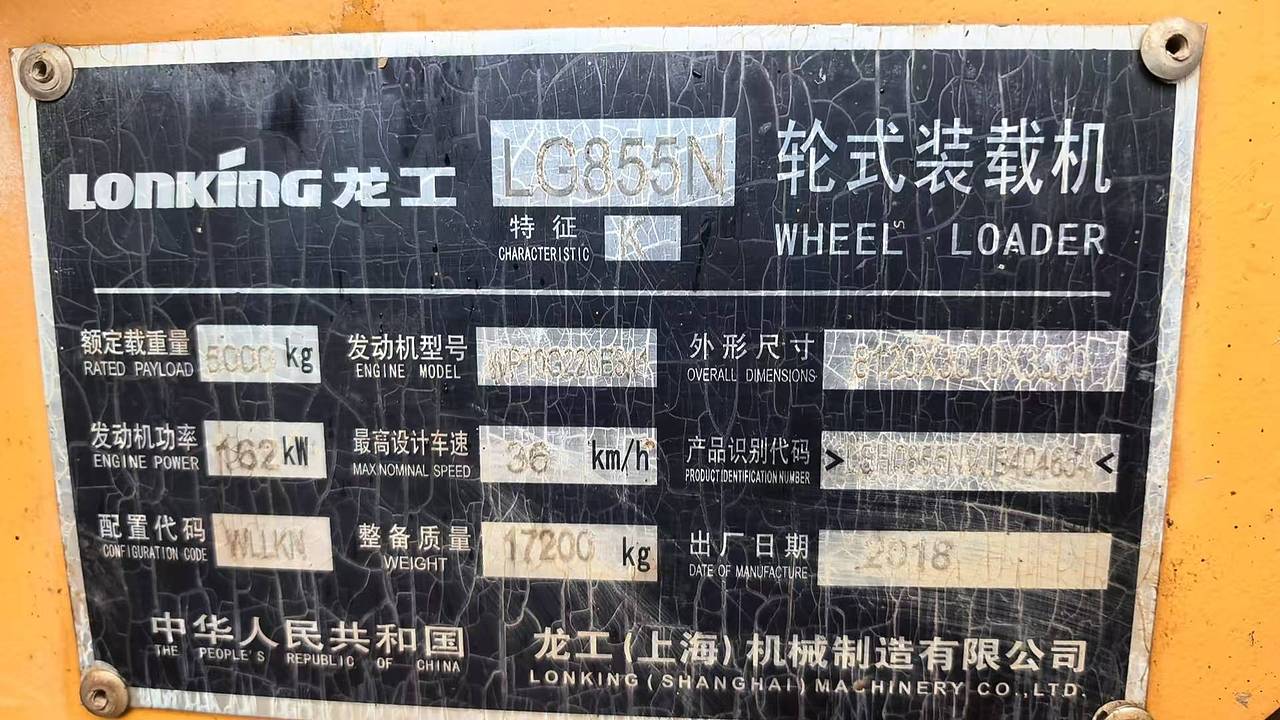 LONKING 龙工 LG855N 轮式装载机
特征 K
CHARACTERISTIC
WHEEL LOADER
额定载重量 5000 kg 发动机型号 外形尺寸
RATED PAYLOAD ENGINE MODEL OVERALL DIMENSIONS
发动机功率 162 kW 最高设计车速 36 km/h 产品识别代码 > <
ENGINE POWER MAX NOMINAL SPEED PRODUCT IDENTIFICATION NUMBER
配置代码 WLLKN 整备质量 17200 kg 出厂日期 2018
CONFIGURATION CODE WEIGHT DATE OF MANUFACTURE
中华人民共和国 龙工(上海)机械制造有限公司
THE PEOPLE'S REPUBLIC OF CHINA LONKING (SHANGHAI) MACHINERY CO.,LTD.